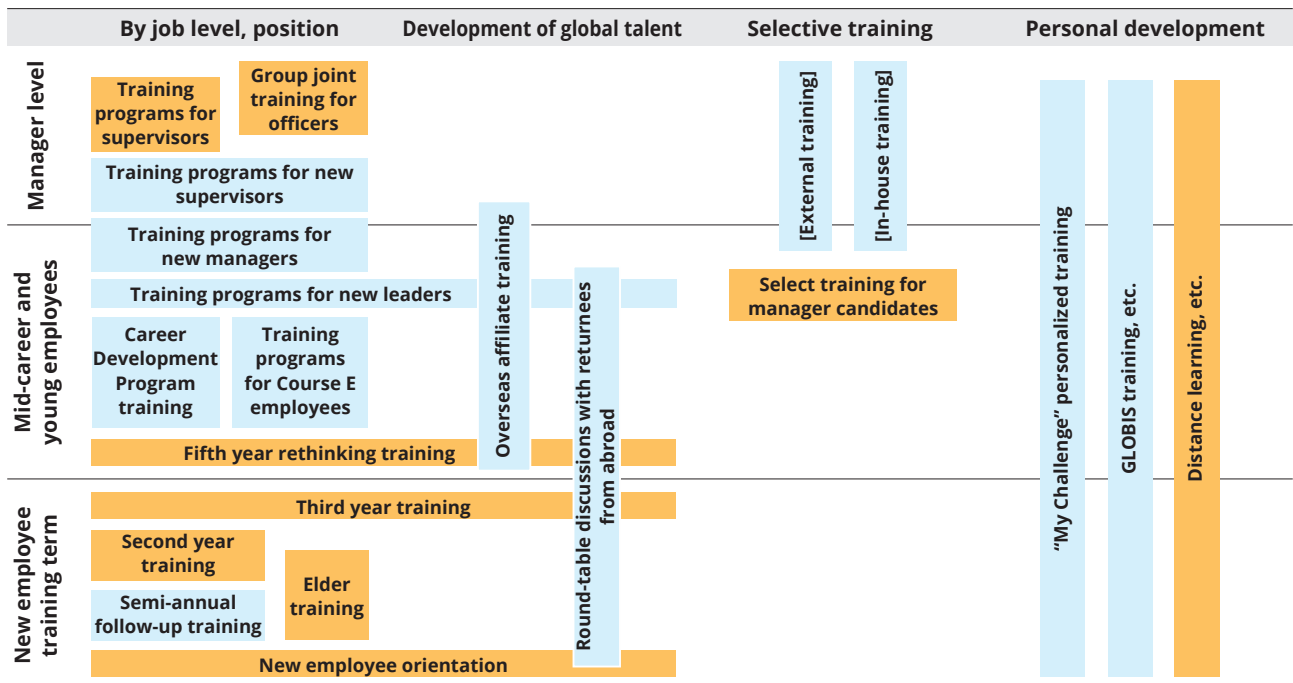 By job level, position
Development of global talent
Selective training
Personal development
Manager level
Training
programs for
supervisors
Group joint
training for
officers
Training programs for new
supervisors
Training programs for
new managers
[External training]
[In-house training]
Mid-career and
young employees
Training programs for new leaders
Career
Development
Program
training
Training
programs
for Course E
employees
Fifth year rethinking training
Overseas affiliate training
Round-table discussions with returnees
from abroad
Select training for
manager candidates
"My Challenge" personalized training
GLOBIS training, etc.
Distance learning, etc.
New employee
training term
Third year training
Second year
training
Semi-annual
follow-up training
Elder
training
New employee orientation